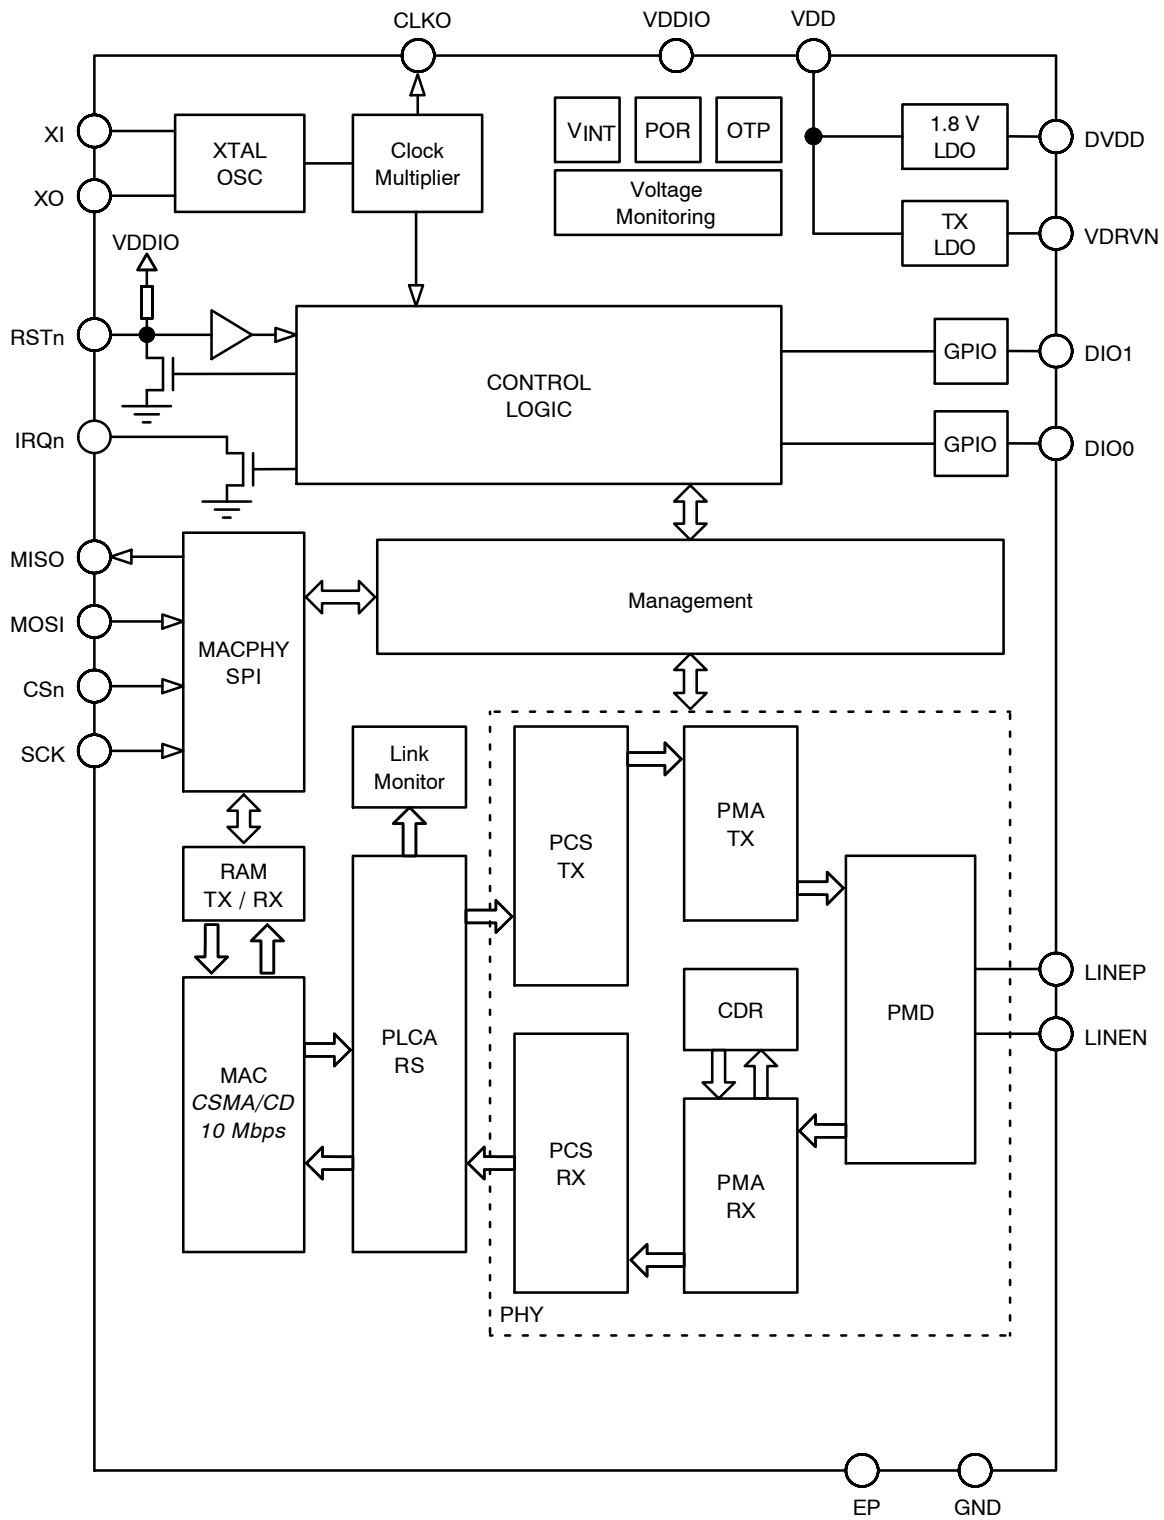 CLKO
VDDIO
VDD
XI
XO
XTAL
OSC
Clock
Multiplier
VINT
POR
OTP
Voltage
Monitoring
1.8 V
LDO
DVDD
TX
LDO
VDRVN
VDDIO
RSTn
IRQn
CONTROL
LOGIC
GPIO
DIO1
GPIO
DIO0
MISO
MOSI
CSn
SCK
MACPHY
SPI
Management
Link
Monitor
RAM
TX / RX
MAC
CSMA/CD
10 Mbps
PLCA
RS
PCS
TX
PMA
TX
CDR
PMD
PCS
RX
PMA
RX
PHY
LINEP
LINEN
EP
GND